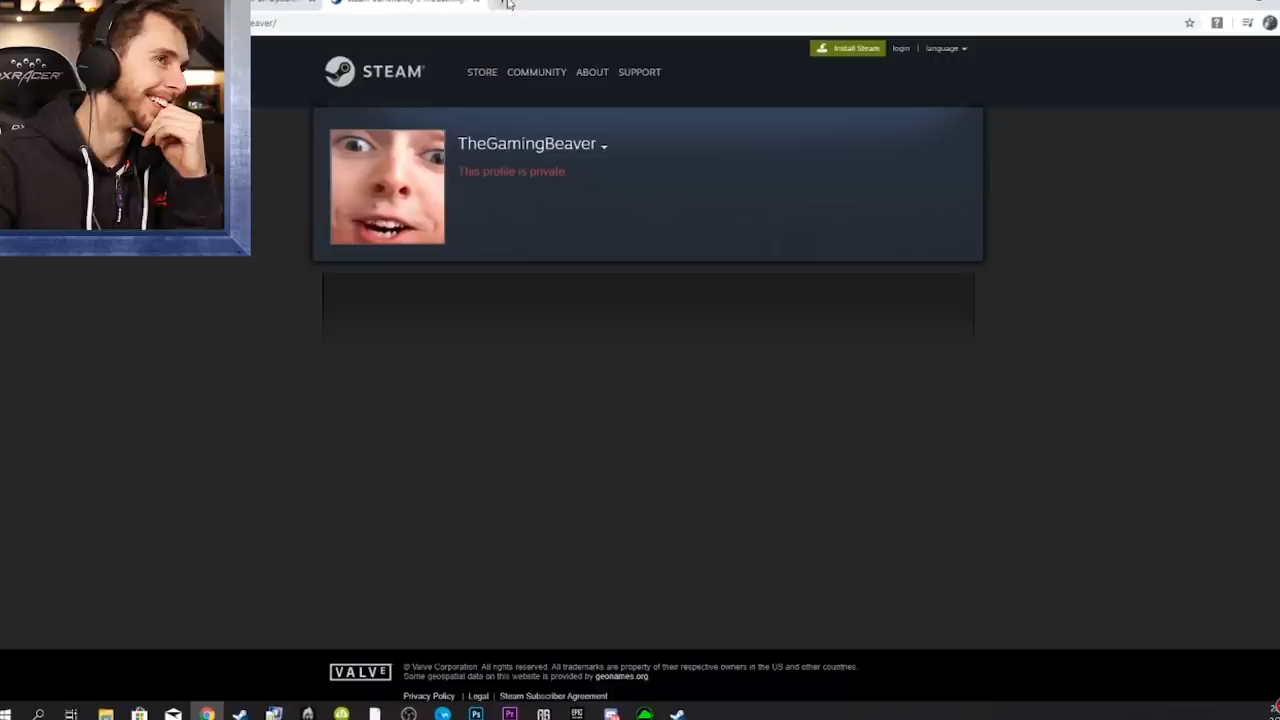 eaver/
Install Steam
login | language
STEAM
STORE COMMUNITY ABOUT SUPPORT
TheGamingBeaver
This profile is private.
VALVE
© Valve Corporation. All rights reserved. All trademarks are property of their respective owners in the US and other countries.
Some geospatial data on this website is provided by geonames.org.
Privacy Policy | Legal | Steam Subscriber Agreement